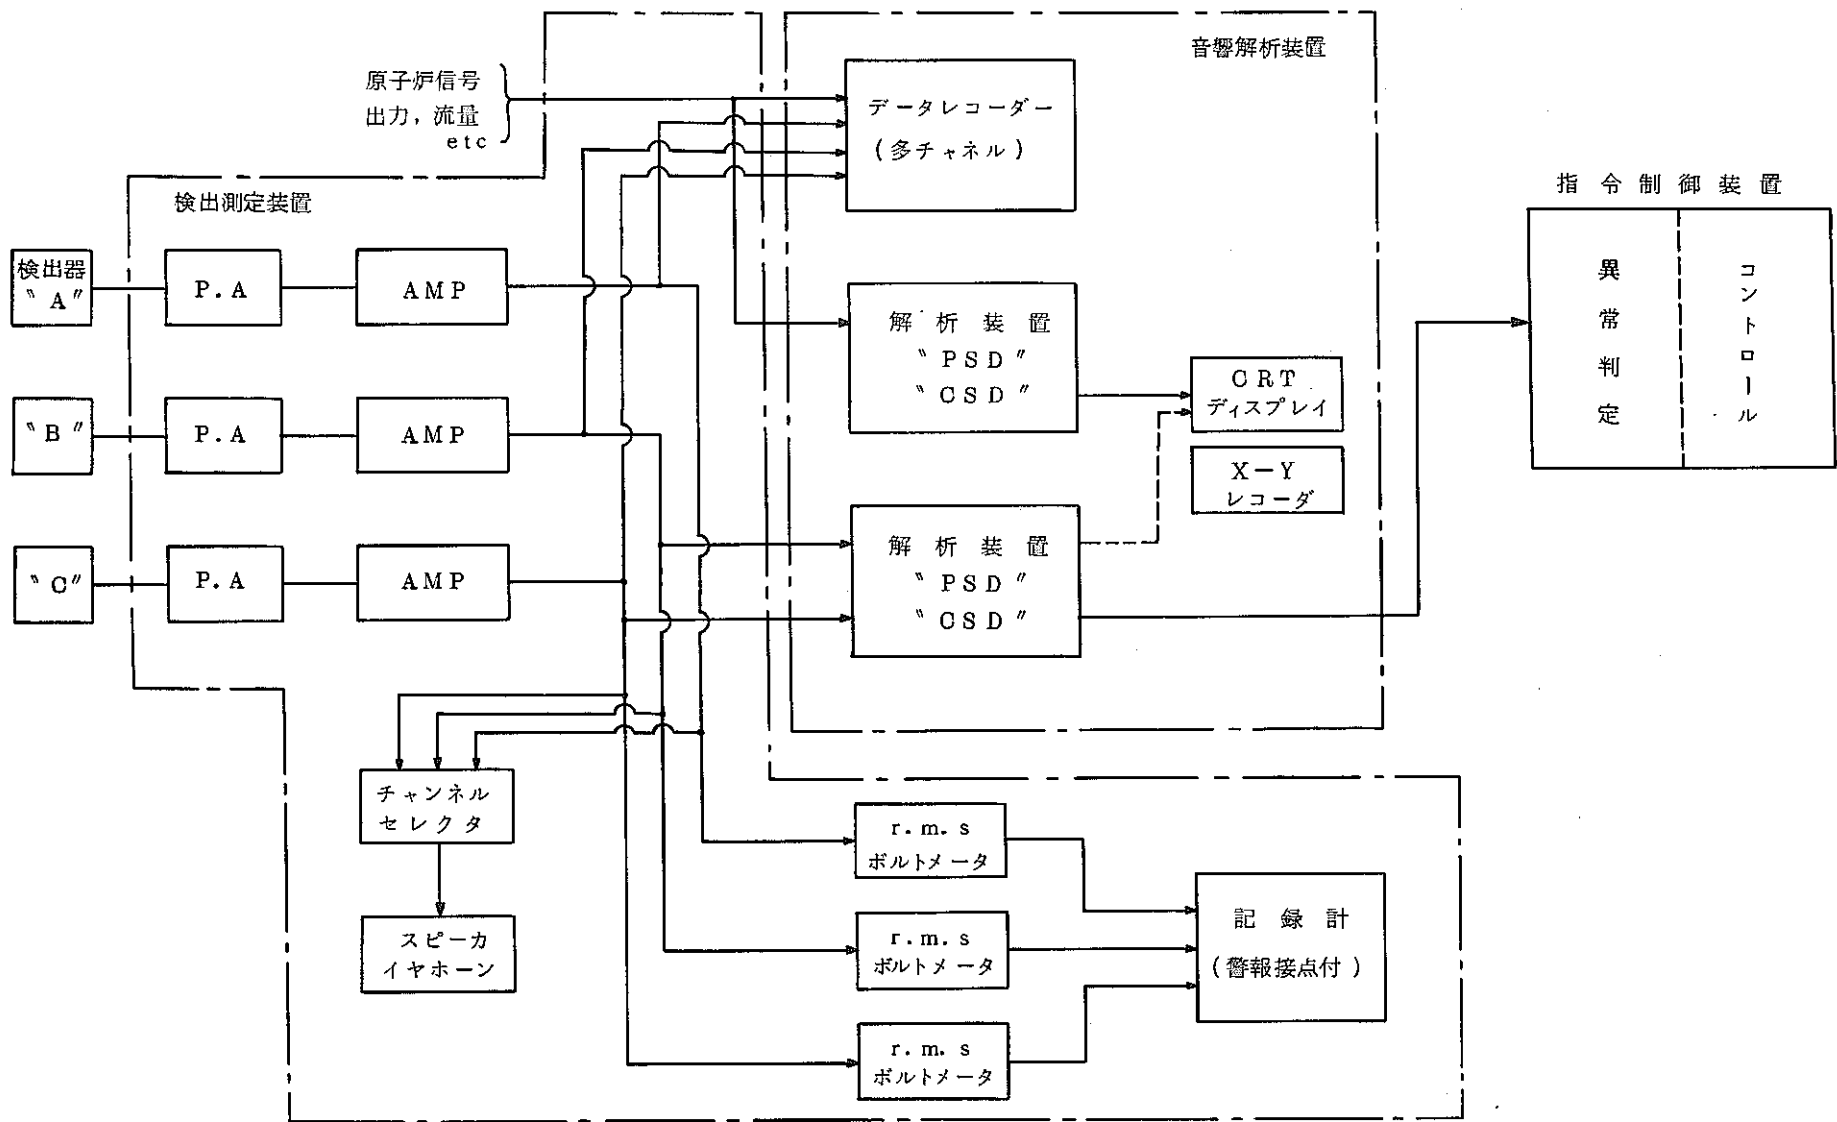 音響解析装置
原子炉信号
出力,流量
etc
データレコーダー
(多チャネル)
検出測定装置
指令制御装置
検出器
〝A〟
P.A
AMP
解析装置
〝PSD〟
〝CSD〟
異常判定
コントロール
CRT
ディスプレイ
〝B〟
P.A
AMP
X-Y
レコーダ
解析装置
〝PSD〟
〝CSD〟
〝C〟
P.A
AMP
チャンネル
セレクタ
r.m.s
ボルトメータ
スピーカ
イヤホーン
r.m.s
ボルトメータ
記録計
(警報接点付)
r.m.s
ボルトメータ